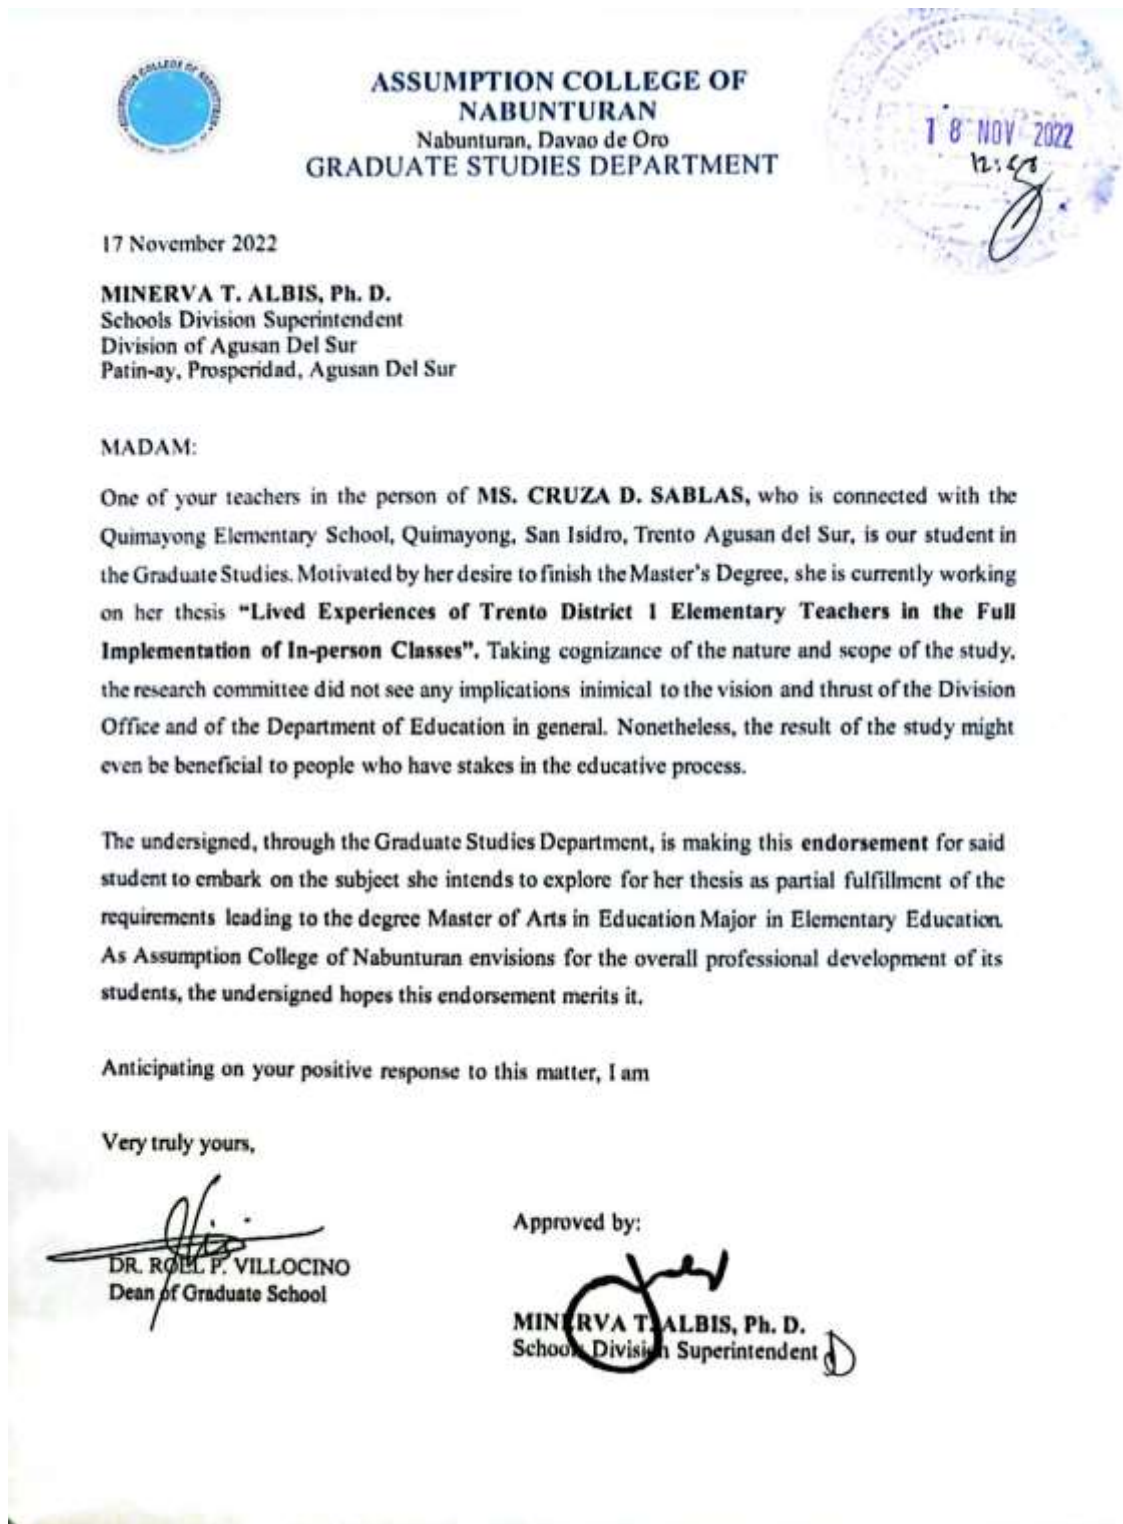 ASSUMPTION COLLEGE OF
NABUNTURAN
Nabunturan, Davao de Oro
GRADUATE STUDIES DEPARTMENT
18 NOV 2022
17 November 2022
MINERVA T. ALBIS, Ph. D.
Schools Division Superintendent
Division of Agusan Del Sur
Patin-ay, Prosperidad, Agusan Del Sur
MADAM:
One of your teachers in the person of MS. CRUZA D. SABLAS, who is connected with the
Quimayong Elementary School, Quimayong, San Isidro, Trento Agusan del Sur, is our student in
the Graduate Studies. Motivated by her desire to finish the Master's Degree, she is currently working
on her thesis “Lived Experiences of Trento District 1 Elementary Teachers in the Full
Implementation of In-person Classes”. Taking cognizance of the nature and scope of the study,
the research committee did not see any implications inimical to the vision and thrust of the Division
Office and of the Department of Education in general. Nonetheless, the result of the study might
even be beneficial to people who have stakes in the educative process.
The undersigned, through the Graduate Studies Department, is making this endorsement for said
student to embark on the subject she intends to explore for her thesis as partial fulfillment of the
requirements leading to the degree Master of Arts in Education Major in Elementary Education.
As Assumption College of Nabunturan envisions for the overall professional development of its
students, the undersigned hopes this endorsement merits it.
Anticipating on your positive response to this matter, I am
Very truly yours,
DR. ROEL P. VILLOCINO
Dean of Graduate School
Approved by:
MINERVA T. ALBIS, Ph. D.
Schools Division Superintendent